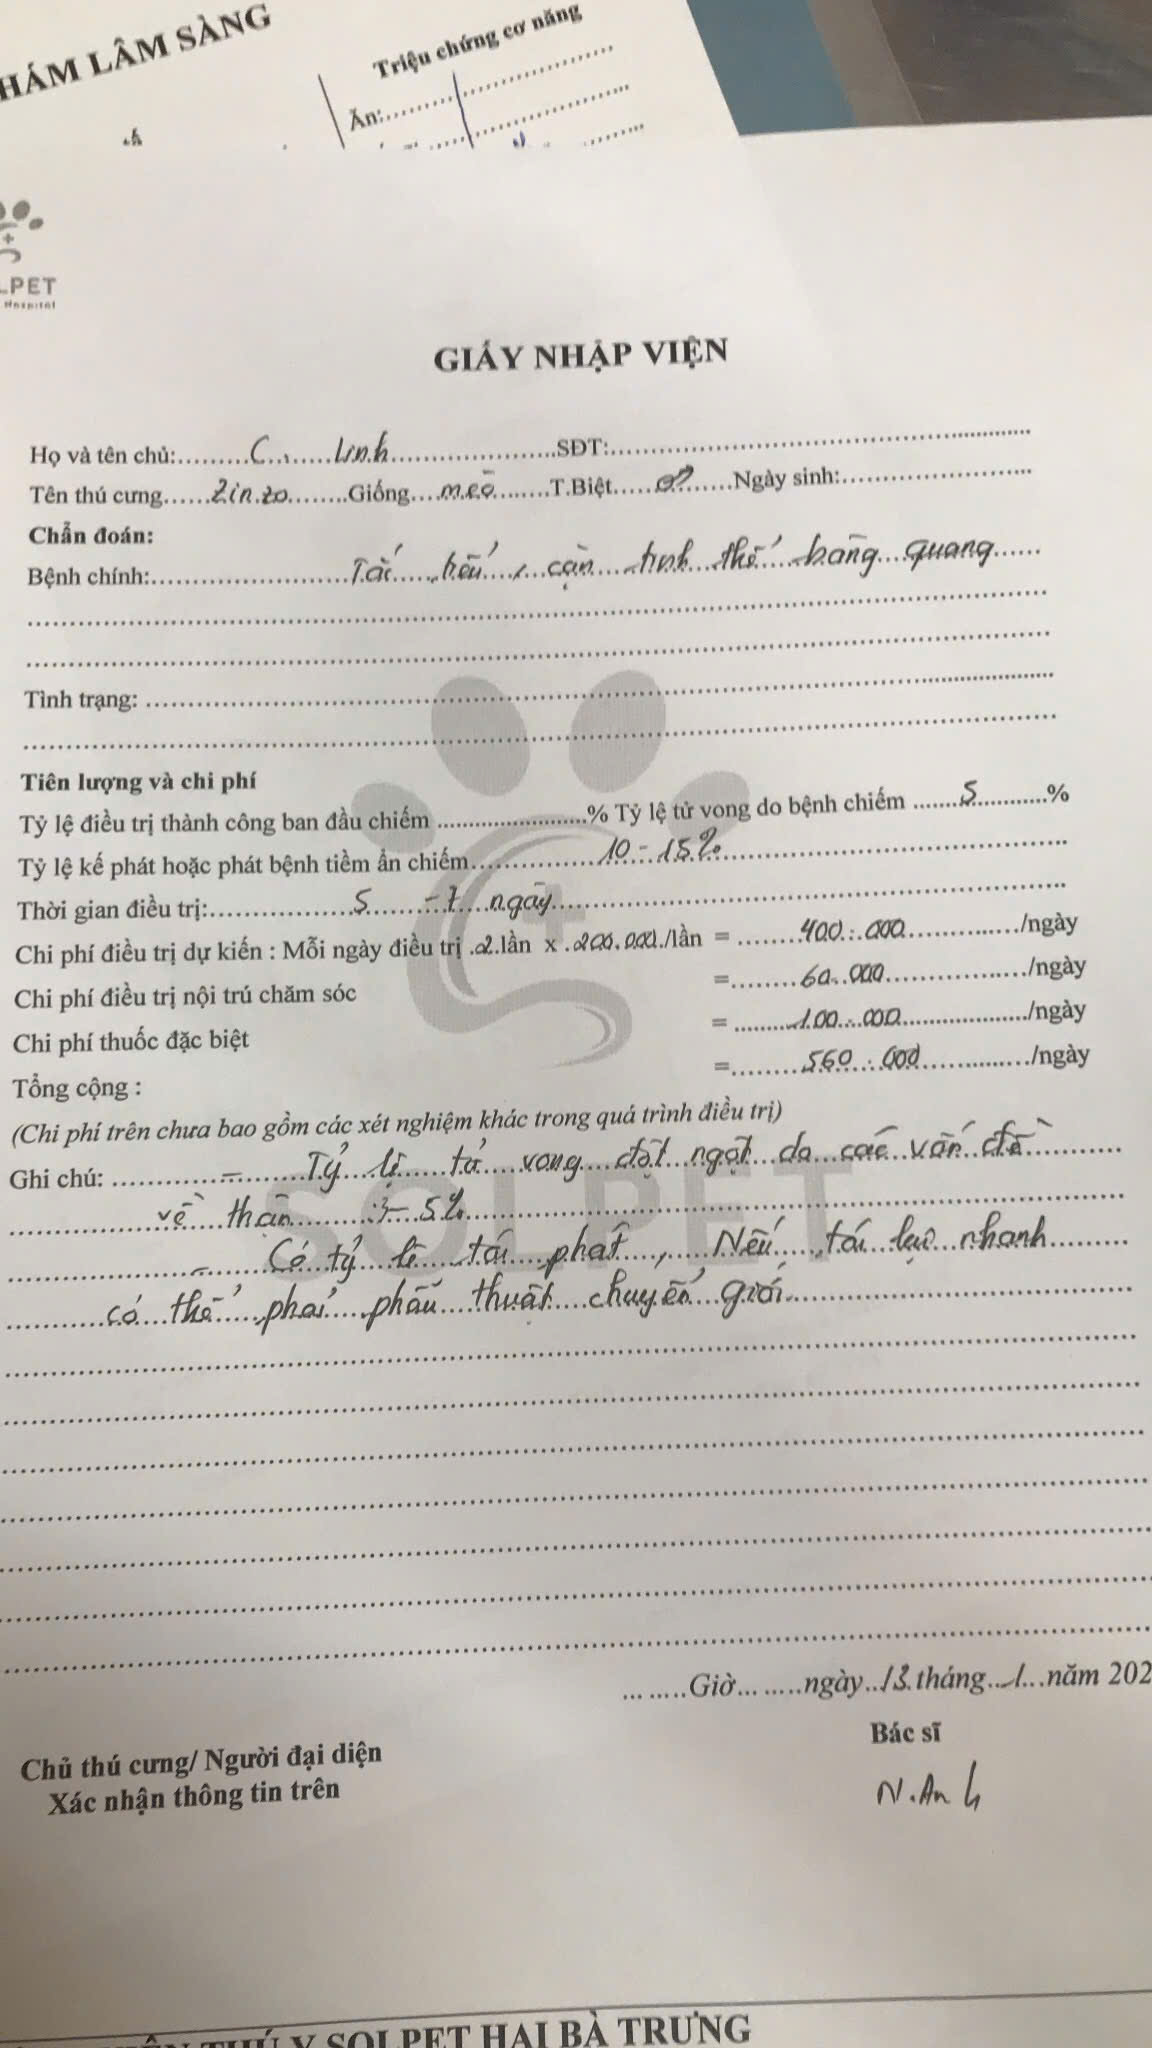 HÁM LÂM SÀNG
Triệu chứng cơ năng
Ăn:
LPET
Hospital
GIẤY NHẬP VIỆN
Họ và tên chủ: C. Linh SĐT:
Tên thú cưng Zin zo Giống mèo T.Biệt ♂ Ngày sinh:
Chẩn đoán:
Bệnh chính: Tắc tiểu, cặn tinh thể bàng quang
Tình trạng:
Tiên lượng và chi phí
Tỷ lệ điều trị thành công ban đầu chiếm % Tỷ lệ tử vong do bệnh chiếm 5 %
Tỷ lệ kế phát hoặc phát bệnh tiềm ẩn chiếm 10 - 15%
Thời gian điều trị: 5 - 7 ngày
Chi phí điều trị dự kiến : Mỗi ngày điều trị 2 lần x 200.000/lần = 400.000 /ngày
Chi phí điều trị nội trú chăm sóc = 60.000 /ngày
Chi phí thuốc đặc biệt = 100.000 /ngày
Tổng cộng : = 560.000 /ngày
(Chi phí trên chưa bao gồm các xét nghiệm khác trong quá trình điều trị)
Ghi chú: - Tỷ lệ tử vong đột ngột do các vấn đề
về thận 3 - 5%
- Có tỷ lệ tái phát, Nếu tái lại nhanh
có thể phải phẫu thuật chuyển giới
SOLPET
Giờ ngày 13 tháng 1 năm 202
Chủ thú cưng/ Người đại diện
Xác nhận thông tin trên
Bác sĩ
N.Anh
THÚ Y SOLPET HAI BÀ TRƯNG